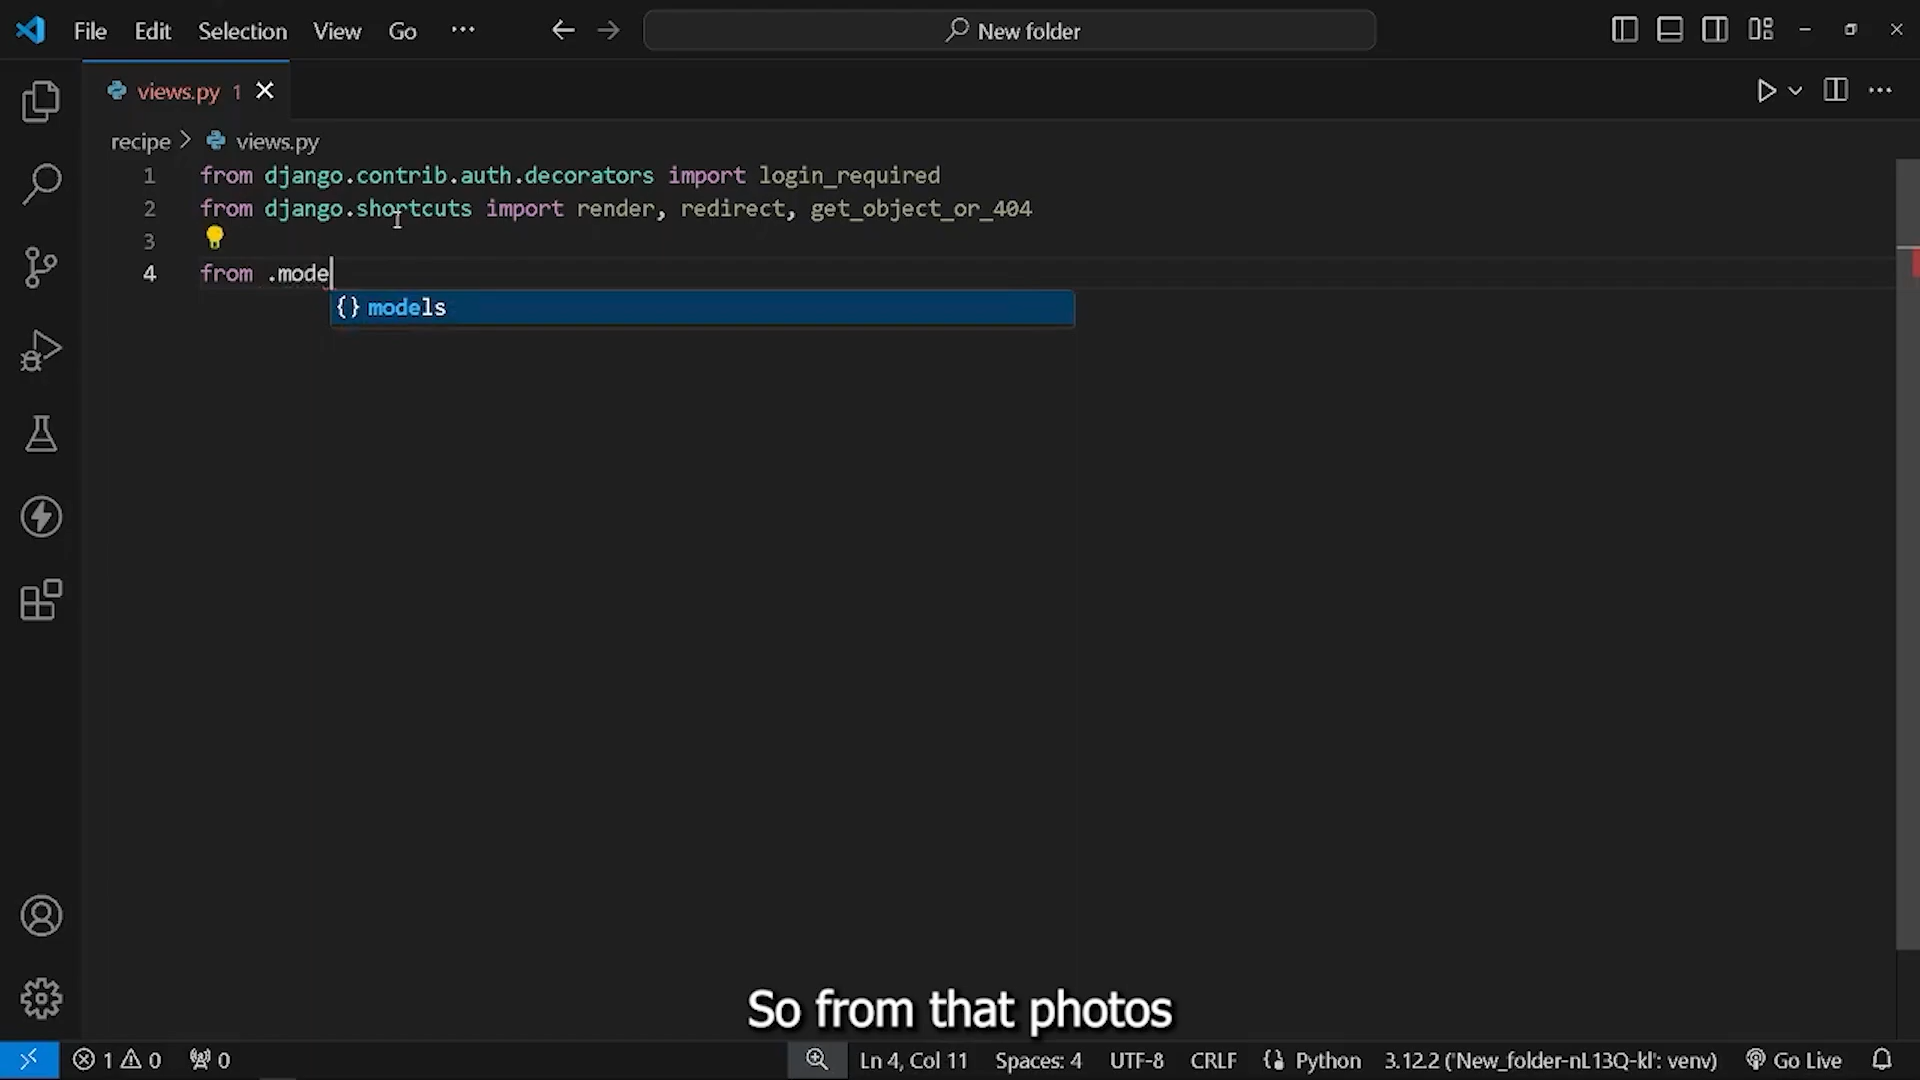 File Edit Selection View Go ···
New folder
views.py 1
recipe > views.py
1 from django.contrib.auth.decorators import login_required
2 from django.shortcuts import render, redirect, get_object_or_404
3
4 from .mode
{} models
So from that photos
1 0 0 Ln 4, Col 11 Spaces: 4 UTF-8 CRLF Python 3.12.2 ('New_folder-nL13Q-kl': venv) Go Live